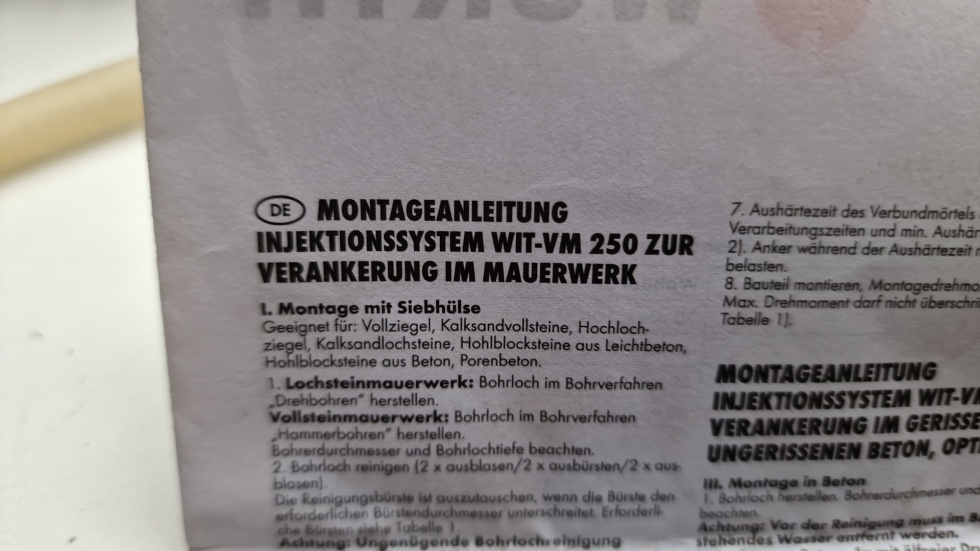 DE MONTAGEANLEITUNG
INJEKTIONSSYSTEM WIT-VM 250 ZUR
VERANKERUNG IM MAUERWERK
I. Montage mit Siebhülse
Geeignet für: Vollziegel, Kalksandvollsteine, Hochloch-
ziegel, Kalksandlochsteine, Hohlblocksteine aus Leichtbeton,
Hohlblocksteine aus Beton, Porenbeton.
1. Lochsteinmauerwerk: Bohrloch im Bohrverfahren
„Drehbohren“ herstellen.
Vollsteinmauerwerk: Bohrloch im Bohrverfahren
„Hammerbohren“ herstellen.
Bohrerdurchmesser und Bohrlochtiefe beachten.
2. Bohrloch reinigen (2 x ausblasen/2 x ausbürsten/2 x aus-
blasen).
Die Reinigungsbürste ist auszutauschen, wenn die Bürste den
erforderlichen Bürstendurchmesser unterschreitet. Erforderli-
che Bürsten siehe Tabelle 1.
Achtung: Ungenügende Bohrlochreinigung
7. Aushärtezeit des Verbundmörtels
Verarbeitungszeiten und min. Aushär
2). Anker während der Aushärtezeit
belasten.
8. Bauteil montieren, Montagedrehmo
Max. Drehmoment darf nicht übersch
Tabelle 1).
MONTAGEANLEITUNG
INJEKTIONSSYSTEM WIT-V
VERANKERUNG IM GERISSE
UNGERISSENEN BETON, OPT
III. Montage in Beton
1. Bohrloch herstellen. Bohrerdurchmesser und
beachten.
Achtung: Vor der Reinigung muss im B
stehendes Wasser entfernt werden.